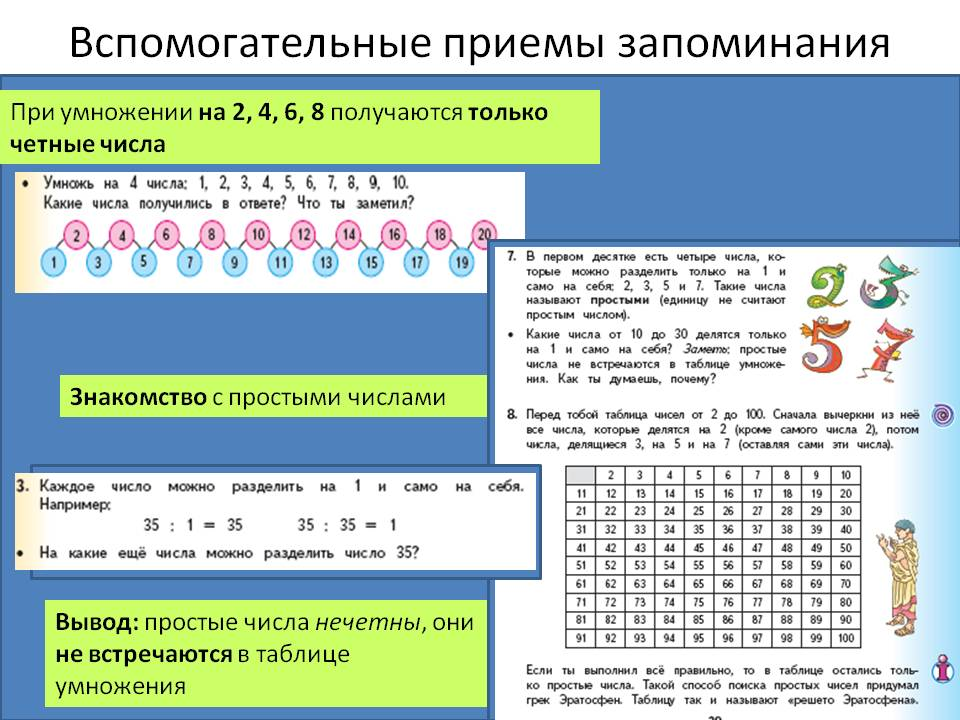 Вспомогательные приемы запоминания
При умножении на 2, 4, 6, 8 получаются только
четные числа
• Умножь на 4 числа: 1, 2, 3, 4, 5, 6, 7, 8, 9, 10.
Какие числа получились в ответе? Что ты заметил?
2 4 6 8 10 12 14 16 18 20
1 3 5 7 9 11 13 15 17 19
Знакомство с простыми числами
3. Каждое число можно разделить на 1 и само на себя.
Например:
35 : 1 = 35 35 : 35 = 1
• На какие ещё числа можно разделить число 35?
Вывод: простые числа нечетны, они
не встречаются в таблице
умножения
7. В первом десятке есть четыре числа, ко-
торые можно разделить только на 1 и
само на себя: 2, 3, 5 и 7. Такие числа
называют простыми (единицу не считают
простым числом).
• Какие числа от 10 до 30 делятся только
на 1 и само на себя? Заметь: простые
числа не встречаются в таблице умноже-
ния. Как ты думаешь, почему?
2 3
5 7
8. Перед тобой таблица чисел от 2 до 100. Сначала вычеркни из неё
все числа, которые делятся на 2 (кроме самого числа 2), потом
числа, делящиеся 3, на 5 и на 7 (оставляя сами эти числа).
2 3 4 5 6 7 8 9 10
11 12 13 14 15 16 17 18 19 20
21 22 23 24 25 26 27 28 29 30
31 32 33 34 35 36 37 38 39 40
41 42 43 44 45 46 47 48 49 50
51 52 53 54 55 56 57 58 59 60
61 62 63 64 65 66 67 68 69 70
71 72 73 74 75 76 77 78 79 80
81 82 83 84 85 86 87 88 89 90
91 92 93 94 95 96 97 98 99 100
Если ты выполнил всё правильно, то в таблице остались толь-
ко простые числа. Такой способ поиска простых чисел придумал
грек Эратосфен. Таблицу так и называют «решето Эратосфена».